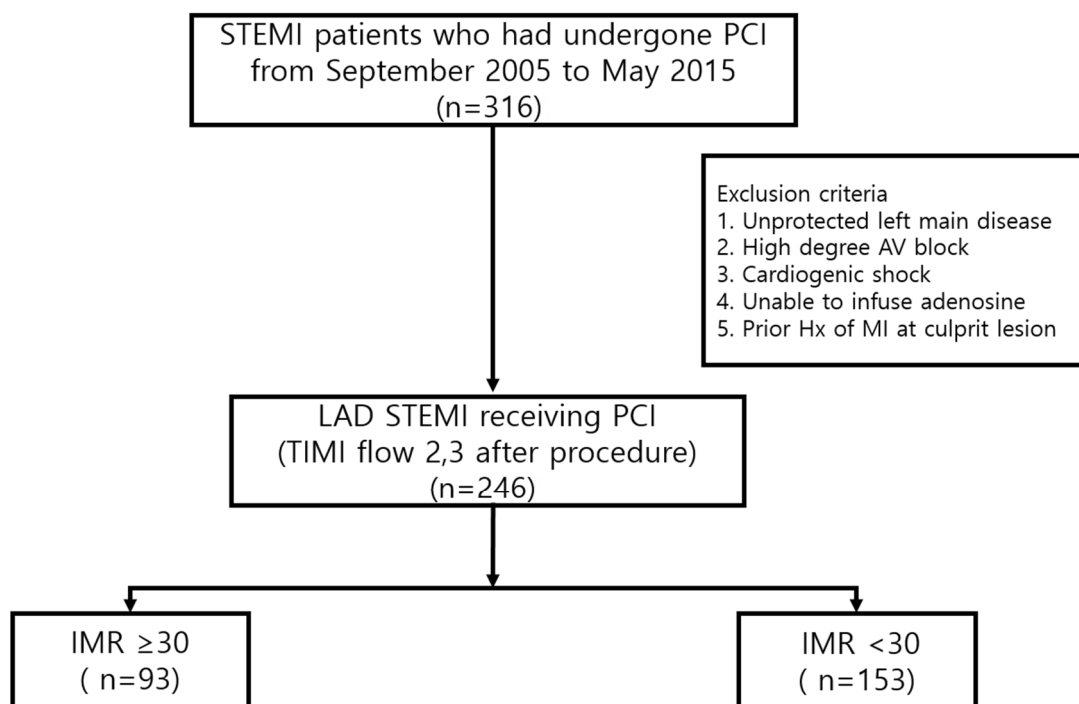 STEMI patients who had undergone PCI
from September 2005 to May 2015
(n=316)
Exclusion criteria
1. Unprotected left main disease
2. High degree AV block
3. Cardiogenic shock
4. Unable to infuse adenosine
5. Prior Hx of MI at culprit lesion
LAD STEMI receiving PCI
(TIMI flow 2,3 after procedure)
(n=246)
IMR ≥30
( n=93)
IMR <30
( n=153)